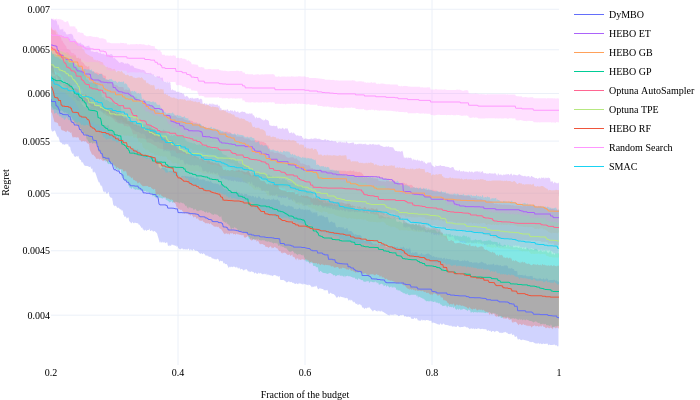 0.007
0.0065
0.006
0.0055
0.005
0.0045
0.004
Regret
0.2
0.4
0.6
0.8
1
Fraction of the budget
DyMBO
HEBO ET
HEBO GB
HEBO GP
Optuna AutoSampler
Optuna TPE
HEBO RF
Random Search
SMAC